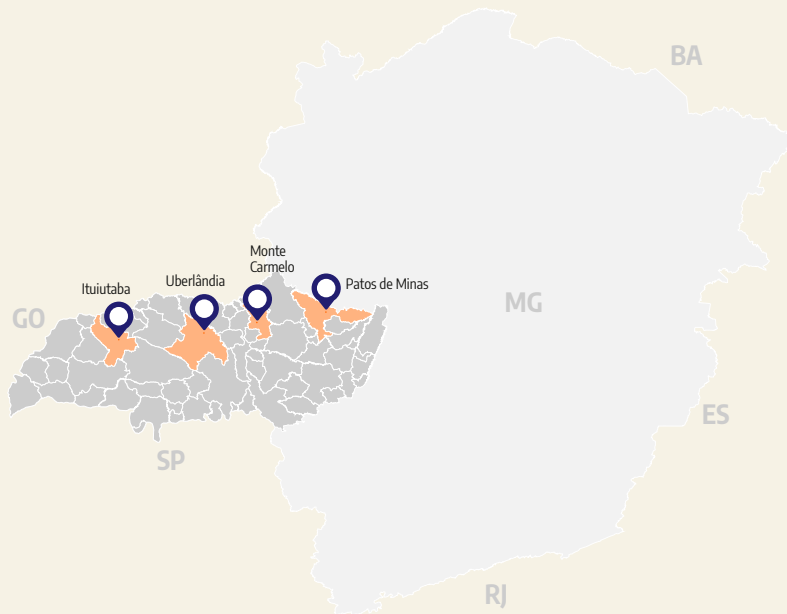 BA
Monte
Carmelo
Uberlândia
Ituiutaba
Patos de Minas
MG
GO
ES
SP
RJ